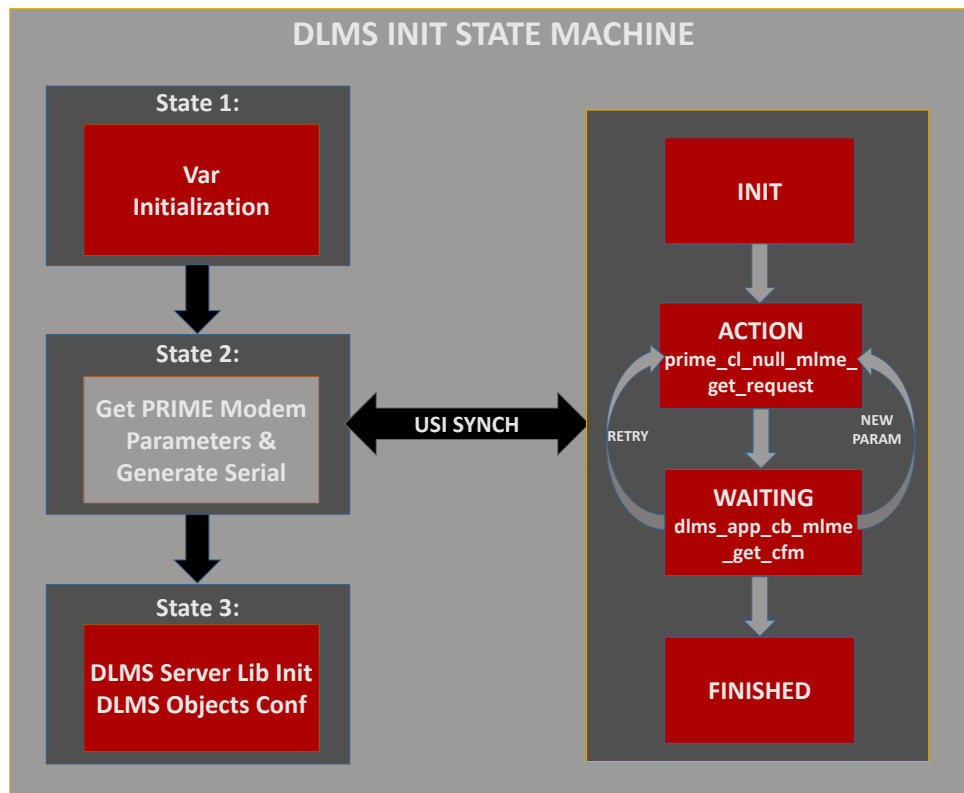 DLMS INIT STATE MACHINE
State 1:
Var
Initialization
State 2:
Get PRIME Modem
Parameters &
Generate Serial
State 3:
DLMS Server Lib Init
DLMS Objects Conf
USI SYNCH
INIT
ACTION
prime_cl_null_mlme_
get_request
RETRY
NEW
PARAM
WAITING
dlms_app_cb_mlme
_get_cfm
FINISHED